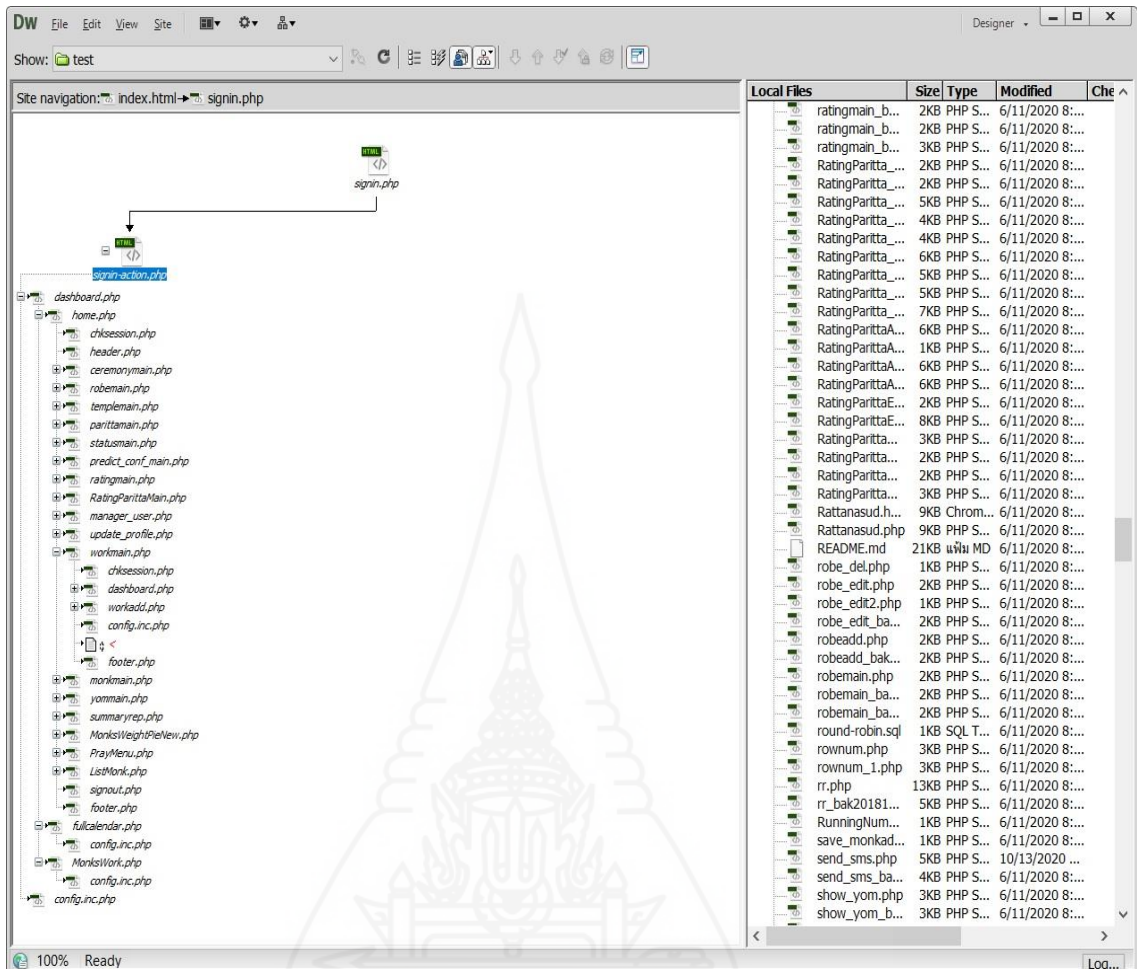 DW File Edit View Site Designer
Show: test
Site navigation: index.html signin.php
signin.php
signin-action.php
dashboard.php
home.php
chksession.php
header.php
ceremonymain.php
robemain.php
templemain.php
parittamain.php
statusmain.php
predict_conf_main.php
ratingmain.php
RatingParittaMain.php
manager_user.php
update_profile.php
workmain.php
chksession.php
dashboard.php
workadd.php
config.inc.php
<
footer.php
monkmain.php
yommain.php
summaryrep.php
MonksWeightPieNew.php
PrayMenu.php
ListMonk.php
signout.php
footer.php
fullcalendar.php
config.inc.php
MonksWork.php
config.inc.php
config.inc.php
Local Files Size Type Modified Che
ratingmain_b... 2KB PHP S... 6/11/2020 8:...
ratingmain_b... 2KB PHP S... 6/11/2020 8:...
ratingmain_b... 3KB PHP S... 6/11/2020 8:...
RatingParitta_... 2KB PHP S... 6/11/2020 8:...
RatingParitta_... 2KB PHP S... 6/11/2020 8:...
RatingParitta_... 5KB PHP S... 6/11/2020 8:...
RatingParitta_... 4KB PHP S... 6/11/2020 8:...
RatingParitta_... 4KB PHP S... 6/11/2020 8:...
RatingParitta_... 6KB PHP S... 6/11/2020 8:...
RatingParitta_... 5KB PHP S... 6/11/2020 8:...
RatingParitta_... 5KB PHP S... 6/11/2020 8:...
RatingParitta_... 7KB PHP S... 6/11/2020 8:...
RatingParittaA... 6KB PHP S... 6/11/2020 8:...
RatingParittaA... 1KB PHP S... 6/11/2020 8:...
RatingParittaA... 6KB PHP S... 6/11/2020 8:...
RatingParittaA... 6KB PHP S... 6/11/2020 8:...
RatingParittaE... 2KB PHP S... 6/11/2020 8:...
RatingParittaE... 8KB PHP S... 6/11/2020 8:...
RatingParitta... 3KB PHP S... 6/11/2020 8:...
RatingParitta... 2KB PHP S... 6/11/2020 8:...
RatingParitta... 2KB PHP S... 6/11/2020 8:...
RatingParitta... 3KB PHP S... 6/11/2020 8:...
Rattanasud.h... 9KB Chrom... 6/11/2020 8:...
Rattanasud.php 9KB PHP S... 6/11/2020 8:...
README.md 21KB แฟ้ม MD 6/11/2020 8:...
robe_del.php 1KB PHP S... 6/11/2020 8:...
robe_edit.php 2KB PHP S... 6/11/2020 8:...
robe_edit2.php 1KB PHP S... 6/11/2020 8:...
robe_edit_ba... 2KB PHP S... 6/11/2020 8:...
robeadd.php 2KB PHP S... 6/11/2020 8:...
robeadd_bak... 2KB PHP S... 6/11/2020 8:...
robemain.php 2KB PHP S... 6/11/2020 8:...
robemain_ba... 2KB PHP S... 6/11/2020 8:...
robemain_ba... 2KB PHP S... 6/11/2020 8:...
round-robin.sql 1KB SQL T... 6/11/2020 8:...
rownum.php 3KB PHP S... 6/11/2020 8:...
rownum_1.php 3KB PHP S... 6/11/2020 8:...
rr.php 13KB PHP S... 6/11/2020 8:...
rr_bak20181... 5KB PHP S... 6/11/2020 8:...
RunningNum... 1KB PHP S... 6/11/2020 8:...
save_monkad... 1KB PHP S... 6/11/2020 8:...
send_sms.php 5KB PHP S... 10/13/2020 ...
send_sms_ba... 4KB PHP S... 6/11/2020 8:...
show_yom.php 3KB PHP S... 6/11/2020 8:...
show_yom_b... 3KB PHP S... 6/11/2020 8:...
100% Ready Log...